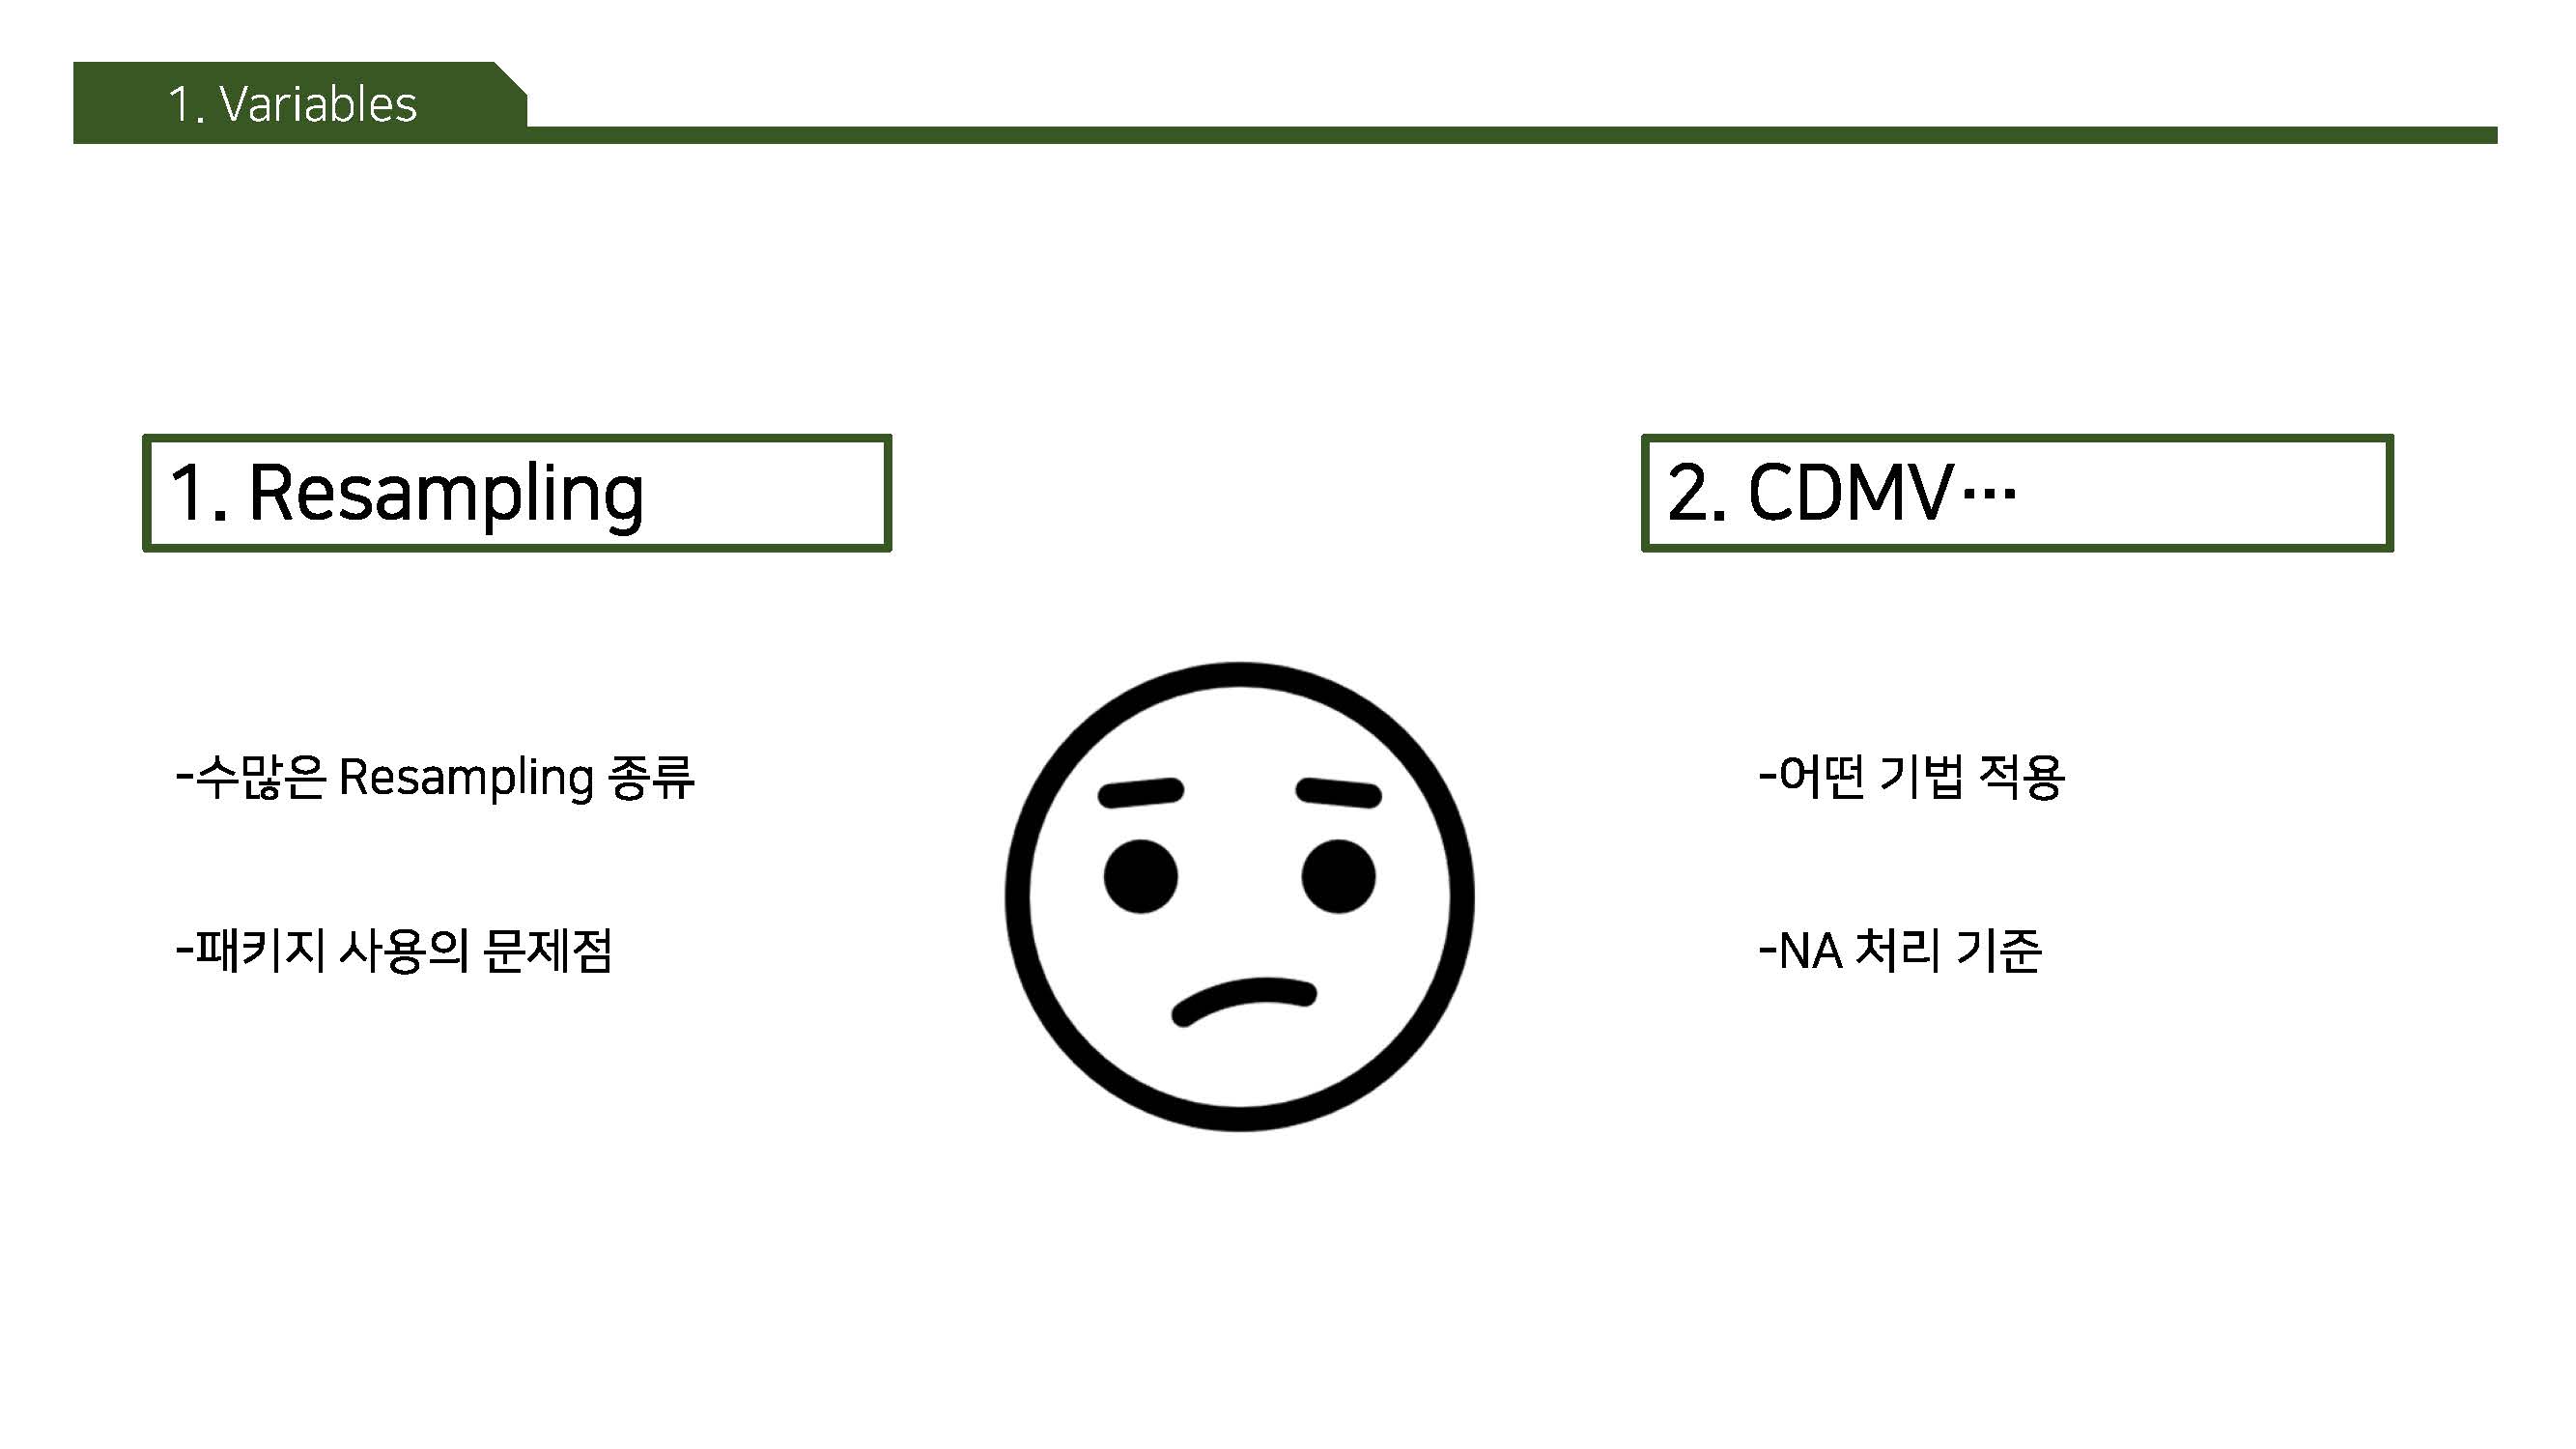 1. Variables
1. Resampling
-수많은 Resampling 종류
-패키지 사용의 문제점
2. CDMV…
-어떤 기법 적용
-NA 처리 기준